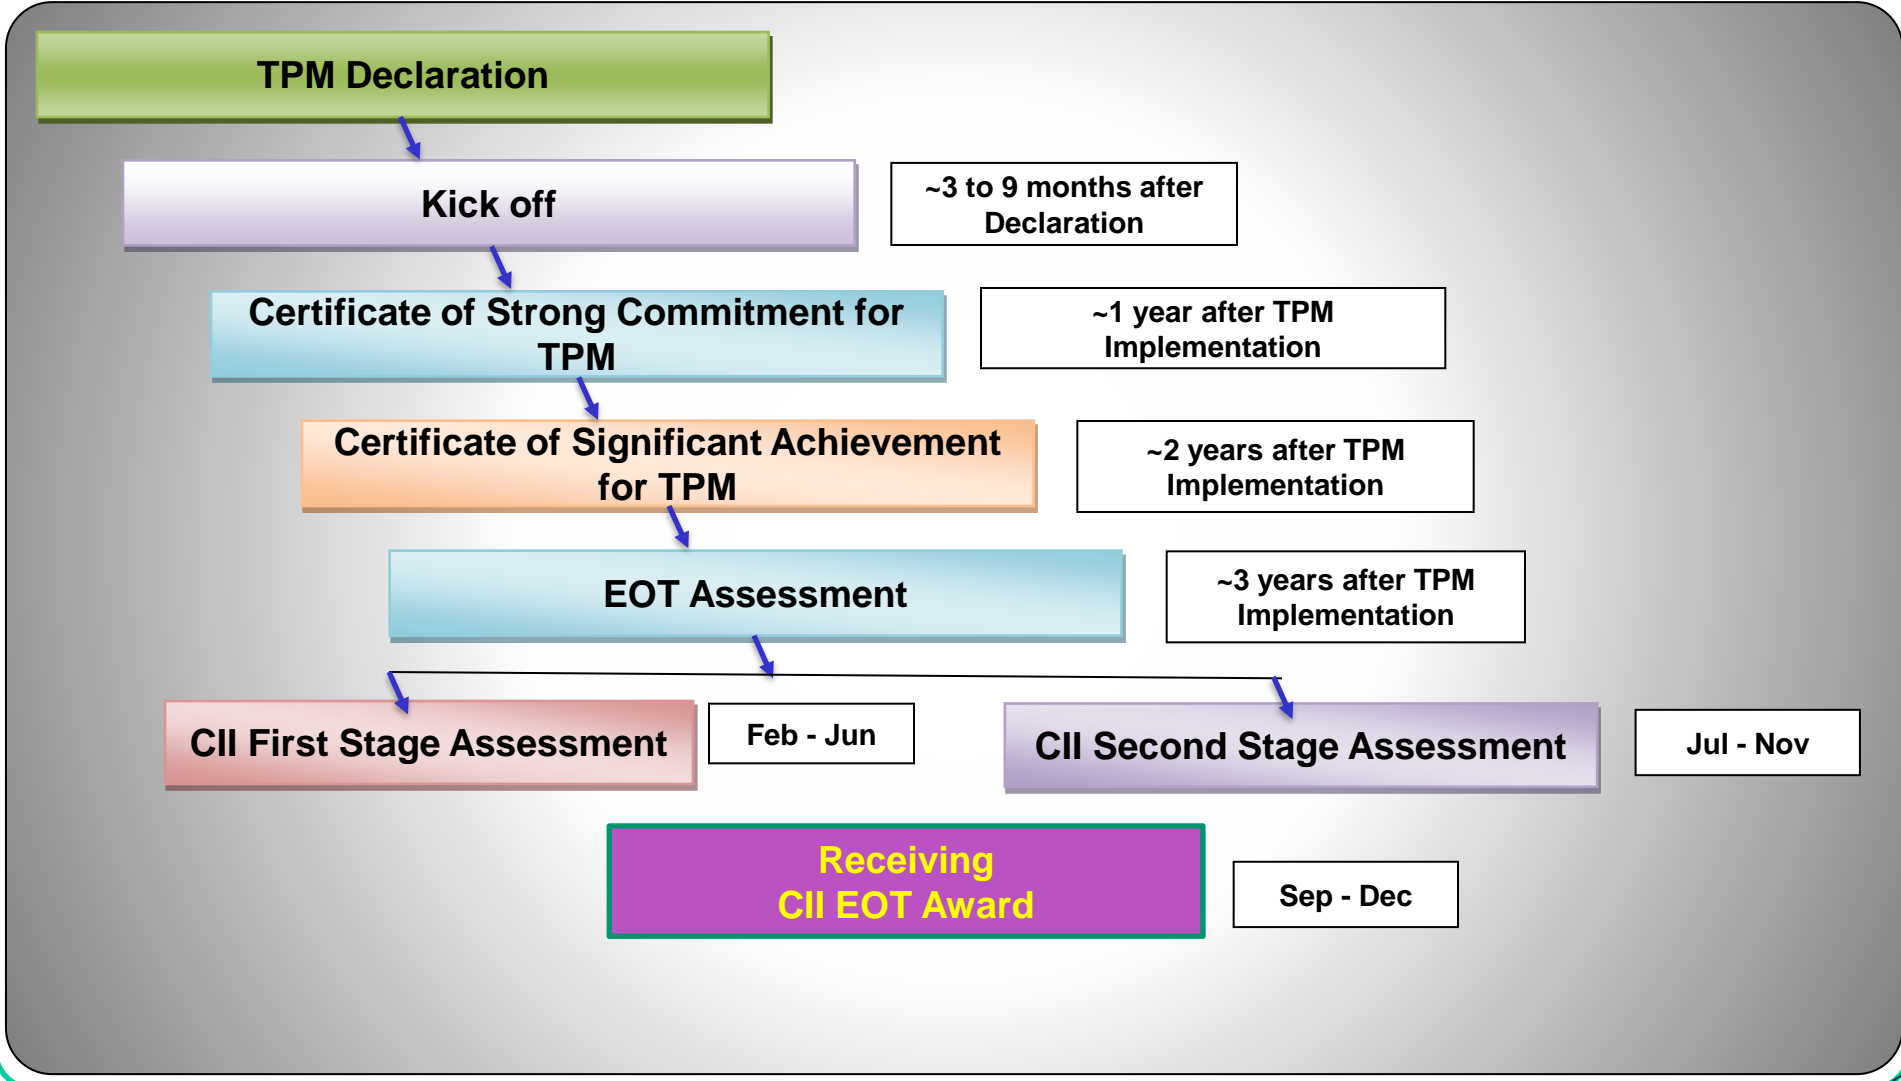 TPM Declaration
Kick off
~3 to 9 months after
Declaration
Certificate of Strong Commitment for
TPM
~1 year after TPM
Implementation
Certificate of Significant Achievement
for TPM
~2 years after TPM
Implementation
EOT Assessment
~3 years after TPM
Implementation
CII First Stage Assessment
Feb - Jun
CII Second Stage Assessment
Jul - Nov
Receiving
CII EOT Award
Sep - Dec